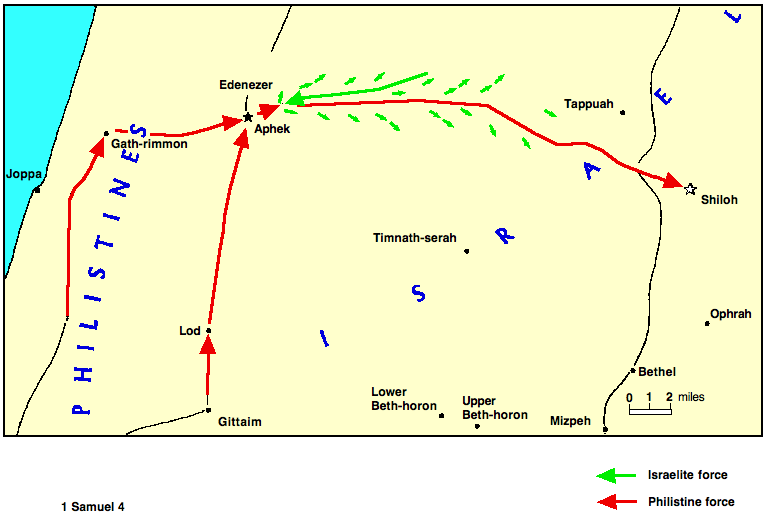 L
E
Edenezer
Tappuah
Aphek
Gath-rimmon
Joppa
A
Shiloh
PHILISTINES
Timnath-serah
R
S
I
Ophrah
Lod
Bethel
Lower
Beth-horon
Upper
Beth-horon
0 1 2 miles
Gittaim
Mizpeh
Israelite force
Philistine force
1 Samuel 4